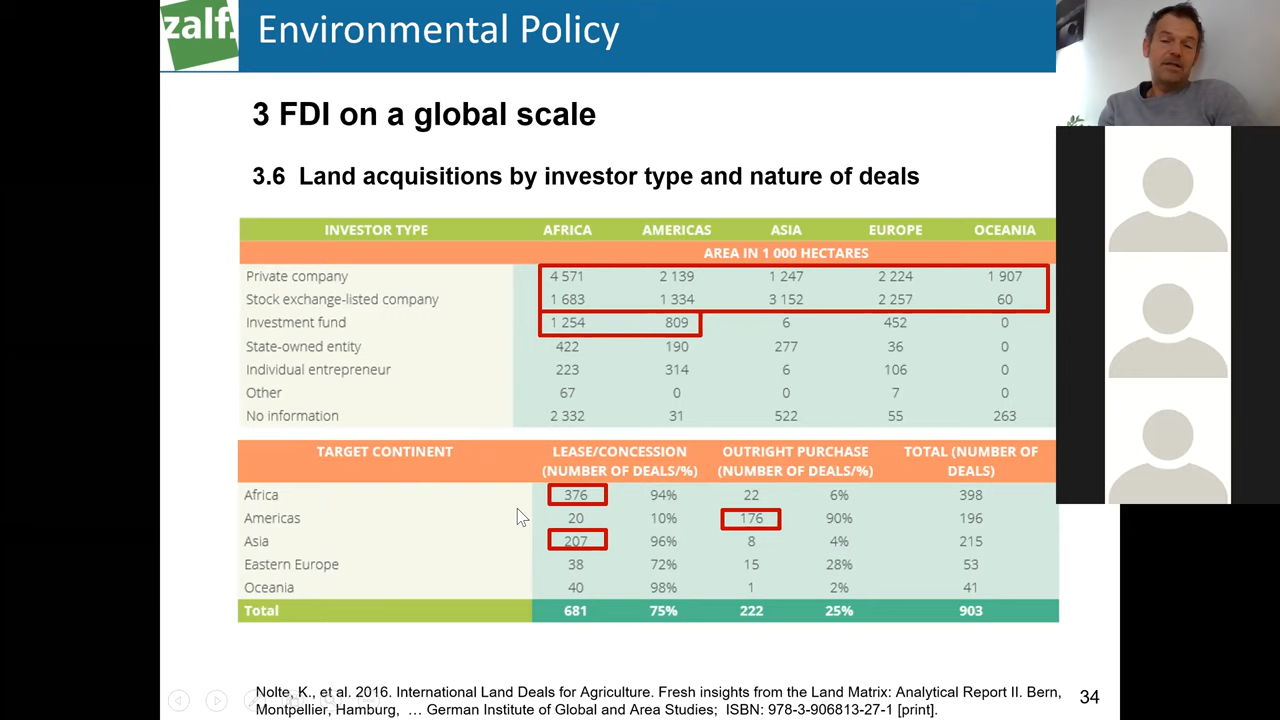 zalf.
Environmental Policy
3 FDI on a global scale
3.6 Land acquisitions by investor type and nature of deals
INVESTOR TYPE AFRICA AMERICAS ASIA EUROPE OCEANIA
AREA IN 1 000 HECTARES
Private company 4 571 2 139 1 247 2 224 1 907
Stock exchange-listed company 1 683 1 334 3 152 2 257 60
Investment fund 1 254 809 6 452 0
State-owned entity 422 190 277 36 0
Individual entrepreneur 223 314 6 106 0
Other 67 0 0 7 0
No information 2 332 31 522 55 263
TARGET CONTINENT LEASE/CONCESSION OUTRIGHT PURCHASE TOTAL (NUMBER OF
(NUMBER OF DEALS/%) (NUMBER OF DEALS/%) DEALS)
Africa 376 94% 22 6% 398
Americas 20 10% 176 90% 196
Asia 207 96% 8 4% 215
Eastern Europe 38 72% 15 28% 53
Oceania 40 98% 1 2% 41
Total 681 75% 222 25% 903
Nolte, K., et al. 2016. International Land Deals for Agriculture. Fresh insights from the Land Matrix: Analytical Report II. Bern,
Montpellier, Hamburg, … German Institute of Global and Area Studies; ISBN: 978-3-906813-27-1 [print].
34